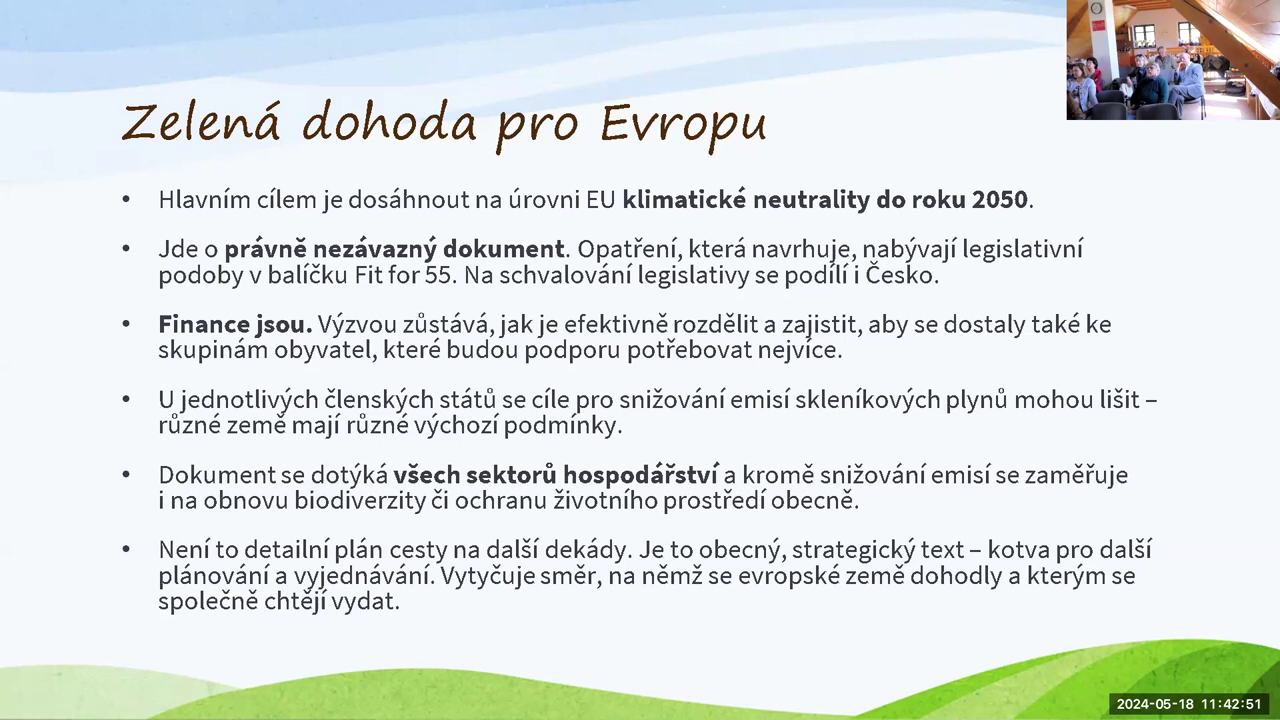 Zelená dohoda pro Evropu
• Hlavním cílem je dosáhnout na úrovni EU klimatické neutrality do roku 2050.
• Jde o právně nezávazný dokument. Opatření, která navrhuje, nabývají legislativní
podoby v balíčku Fit for 55. Na schvalování legislativy se podílí i Česko.
• Finance jsou. Výzvou zůstává, jak je efektivně rozdělit a zajistit, aby se dostaly také ke
skupinám obyvatel, které budou podporu potřebovat nejvíce.
• U jednotlivých členských států se cíle pro snižování emisí skleníkových plynů mohou lišit –
různé země mají různé výchozí podmínky.
• Dokument se dotýká všech sektorů hospodářství a kromě snižování emisí se zaměřuje
i na obnovu biodiverzity či ochranu životního prostředí obecně.
• Není to detailní plán cesty na další dekády. Je to obecný, strategický text – kotva pro další
plánování a vyjednávání. Vytyčuje směr, na němž se evropské země dohodly a kterým se
společně chtějí vydat.
2024-05-18 11:42:51